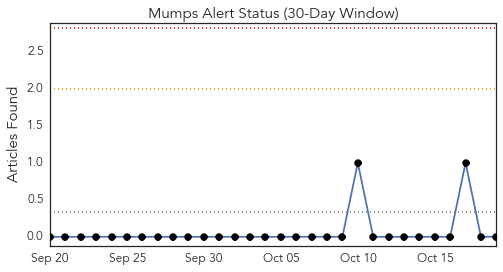 Mumps Alert Status (30-Day Window)
Articles Found
2.5
2.0
1.5
1.0
0.5
0.0
Sep 20 Sep 25 Sep 30 Oct 05 Oct 10 Oct 15